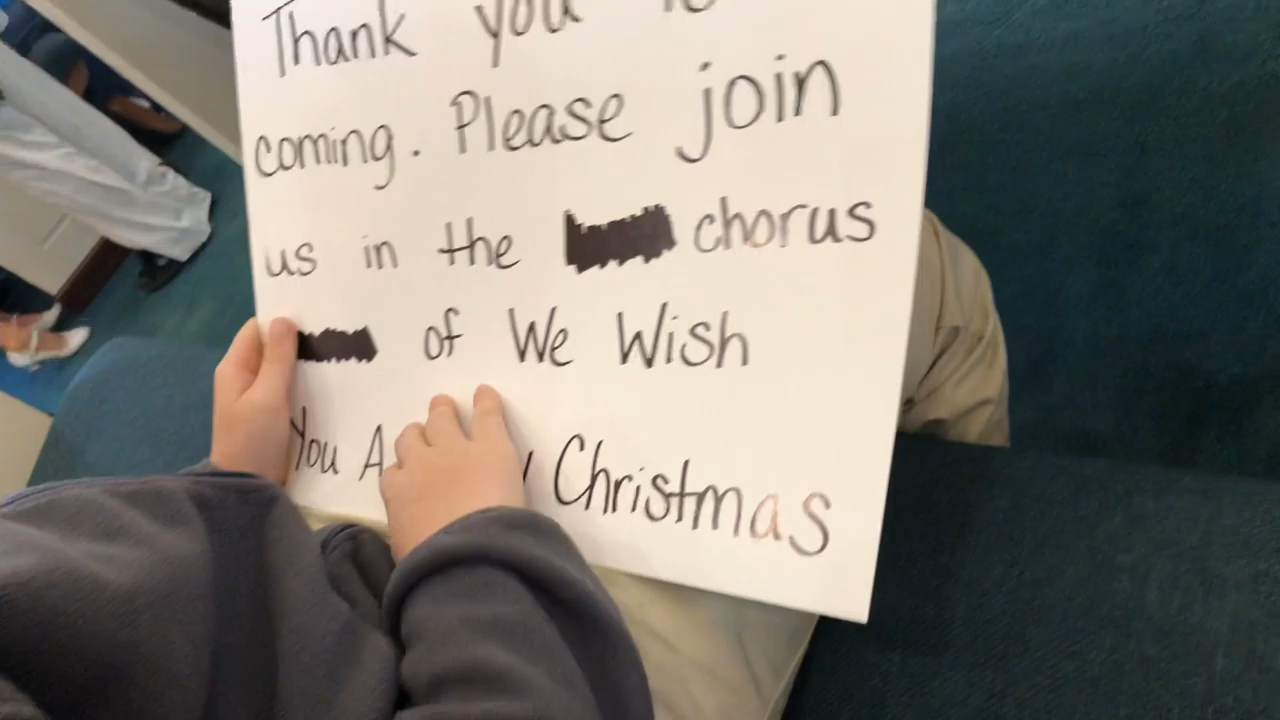 Thank you
coming. Please join
us in the chorus
of We Wish
You A Christmas